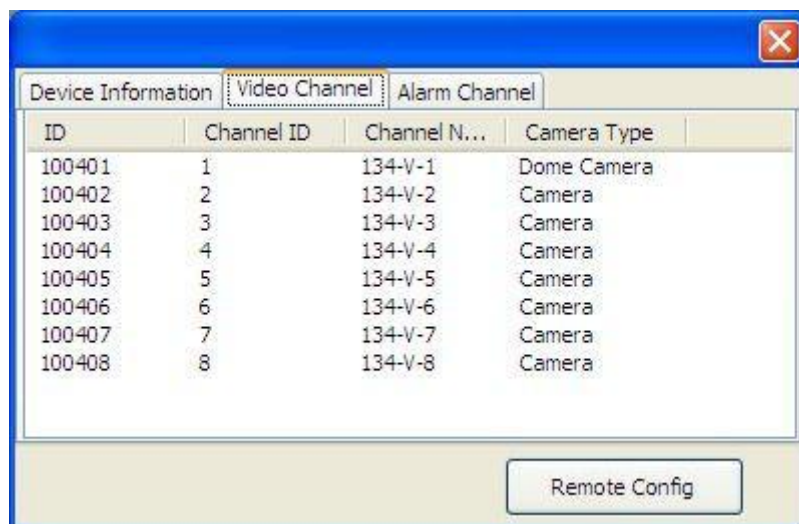 Device Information Video Channel Alarm Channel
ID Channel ID Channel N... Camera Type
100401 1 134-V-1 Dome Camera
100402 2 134-V-2 Camera
100403 3 134-V-3 Camera
100404 4 134-V-4 Camera
100405 5 134-V-5 Camera
100406 6 134-V-6 Camera
100407 7 134-V-7 Camera
100408 8 134-V-8 Camera
Remote Config